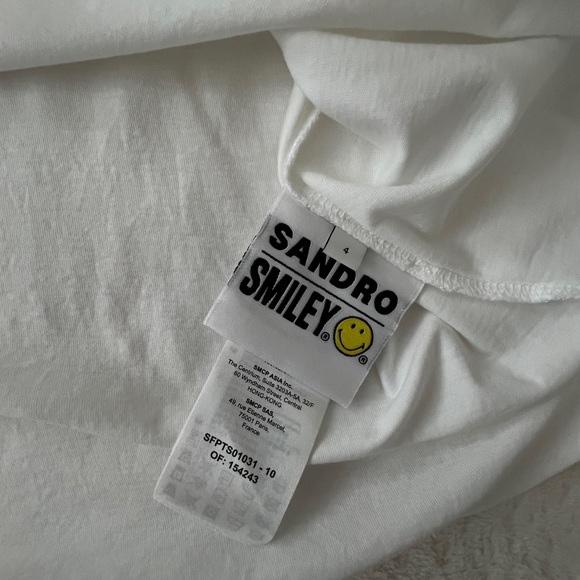 4
SANDRO
SMILEY®®
SMCP ASIA Inc.
The Centrium, Suite 3203A-5A, 32/F
60 Wyndham Street, Central
HONG-KONG
SMCP SAS,
49, rue Etienne Marcel,
75001 Paris,
France
SFPTS01031 - 10
OF: 154243